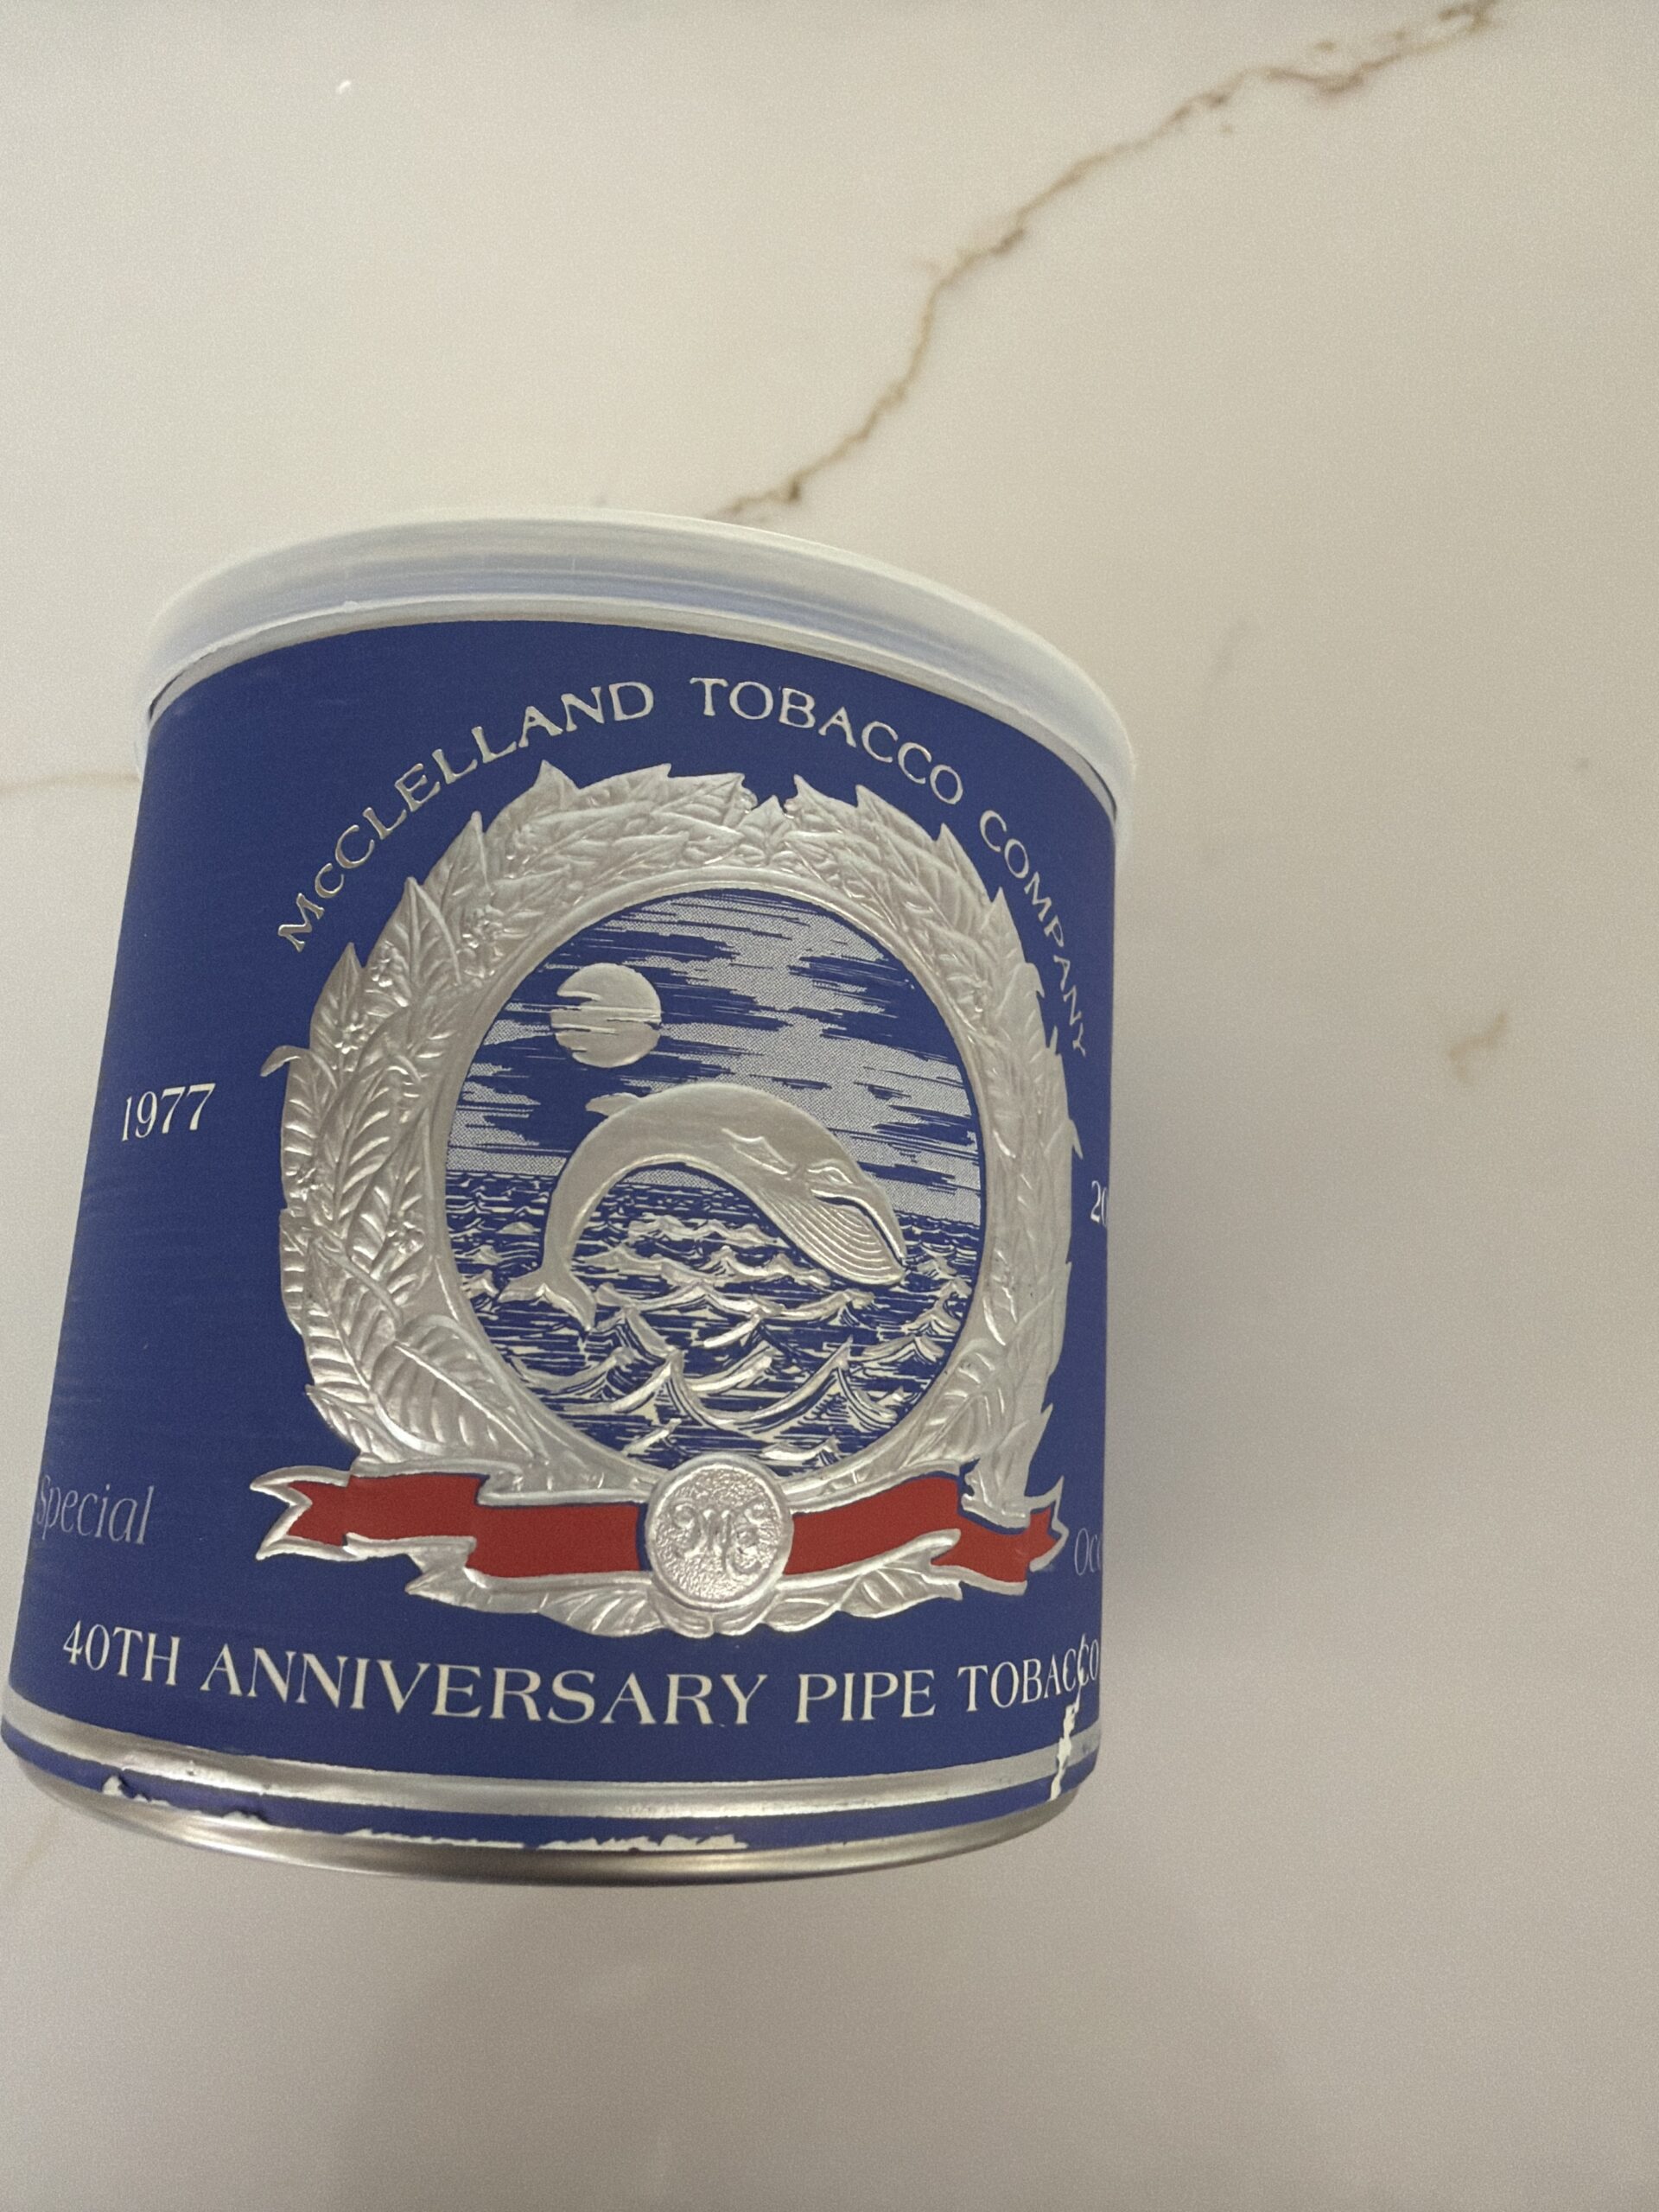 McCLELLAND TOBACCO COMPANY
1977
Special
40TH ANNIVERSARY PIPE TOBACCO